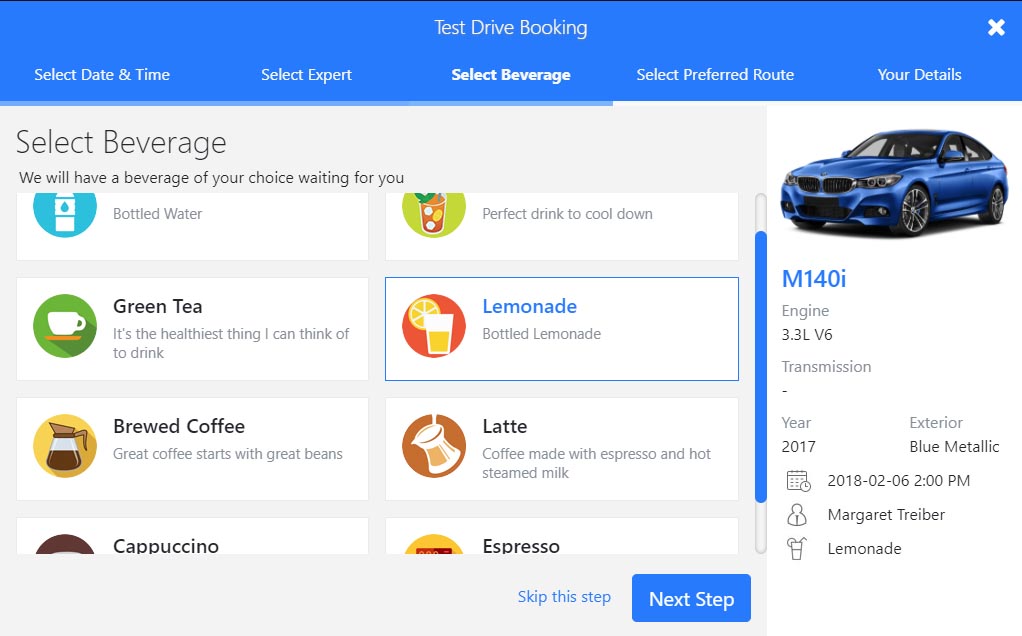 Test Drive Booking
Select Date & Time
Select Expert
Select Beverage
Select Preferred Route
Your Details
Select Beverage
We will have a beverage of your choice waiting for you
Bottled Water
Perfect drink to cool down
Green Tea
It's the healthiest thing I can think of
to drink
Lemonade
Bottled Lemonade
Brewed Coffee
Great coffee starts with great beans
Latte
Coffee made with espresso and hot
steamed milk
Cappuccino
Espresso
Skip this step
Next Step
M140i
Engine
3.3L V6
Transmission
-
Year
Exterior
2017
Blue Metallic
2018-02-06 2:00 PM
Margaret Treiber
Lemonade